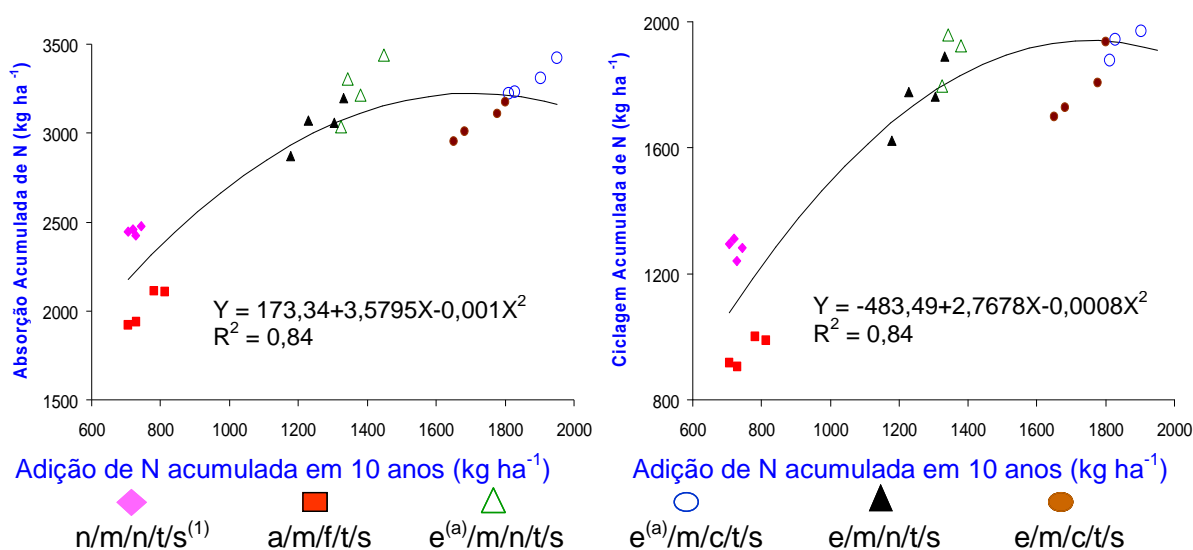 Absorção Acumulada de N (kg ha⁻¹)
3500
3000
2500
2000
1500
600 800 1000 1200 1400 1600 1800 2000
Y = 173,34+3,5795X-0,001X²
R² = 0,84
Adição de N acumulada em 10 anos (kg ha⁻¹)
Ciclagem Acumulada de N (kg ha⁻¹)
2000
1600
1200
800
600 800 1000 1200 1400 1600 1800 2000
Y = -483,49+2,7678X-0,0008X²
R² = 0,84
Adição de N acumulada em 10 anos (kg ha⁻¹)
n/m/n/t/s⁽¹⁾ a/m/f/t/s e⁽ᵃ⁾/m/n/t/s e⁽ᵃ⁾/m/c/t/s e/m/n/t/s e/m/c/t/s